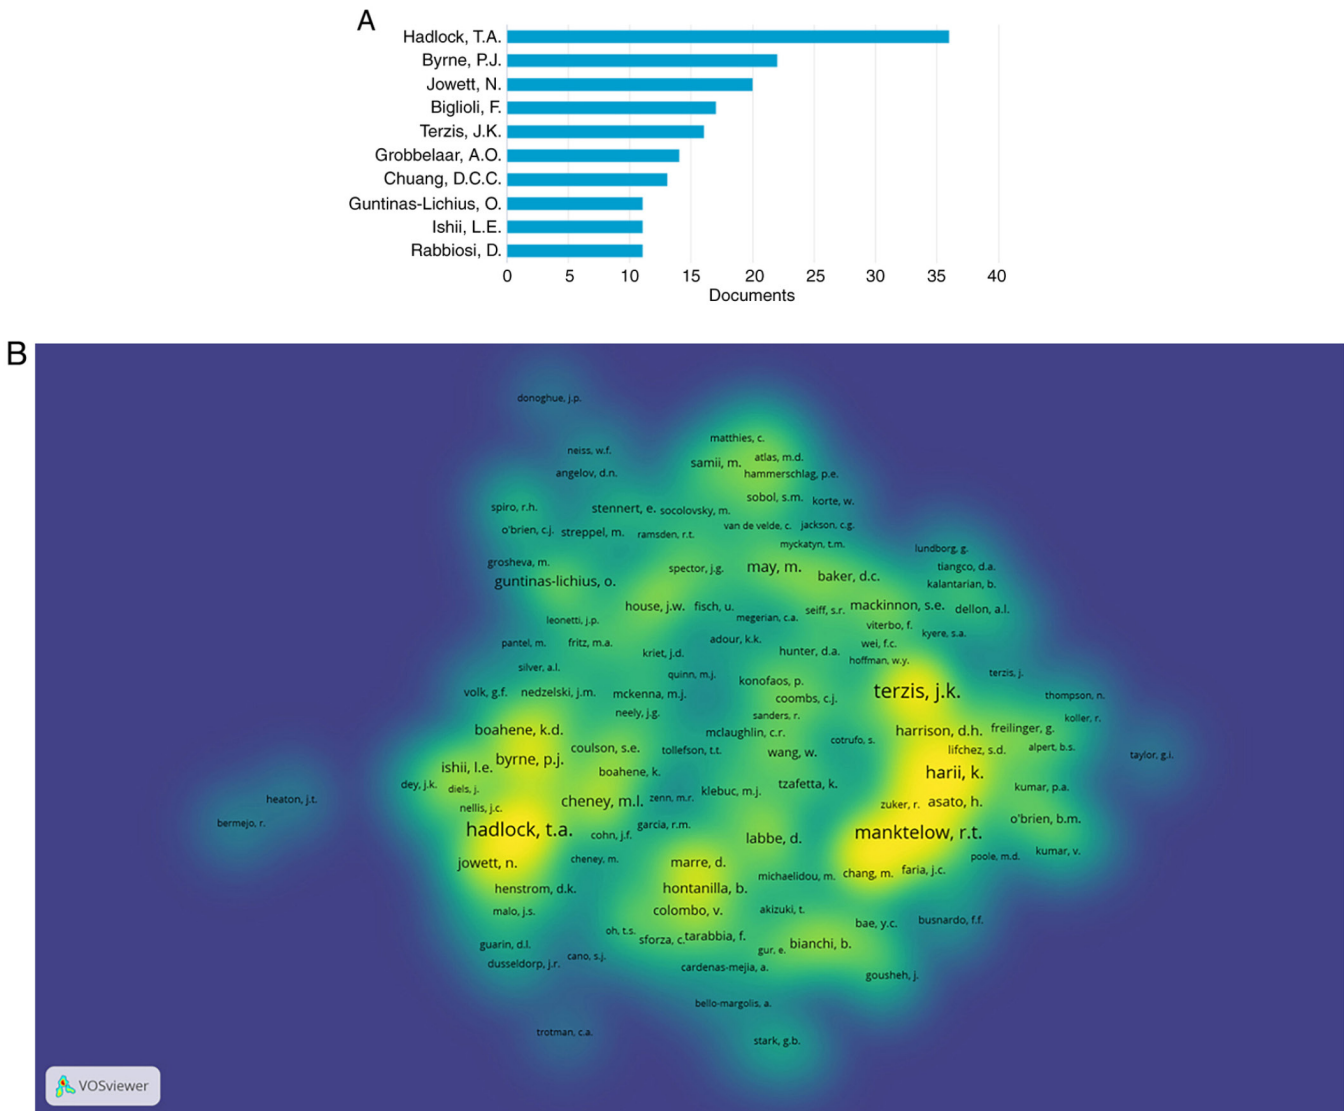 A
Hadlock, T.A.
Byrne, P.J.
Jowett, N.
Biglioli, F.
Terzis, J.K.
Grobbelaar, A.O.
Chuang, D.C.C.
Guntinas-Lichius, O.
Ishii, L.E.
Rabbiosi, D.
0 5 10 15 20 25 30 35 40
Documents
B
donoghue, j.p.
matthies, c.
neiss, w.f.
samii, m. atlas, m.d.
angelov, d.n. hammerschlag, p.e.
sobol, s.m. korte, w.
spiro, r.h. stennert, e. socolovsky, m.
van de velde, c. jackson, c.g.
o'brien, c.j. streppel, m. ramsden, r.t.
myckatyn, t.m. lundborg, g.
grosheva, m. spector, j.g. may, m. baker, d.c. tiangco, d.a.
guntinas-lichius, o. kalantarian, b.
house, j.w. fisch, u. megerian, c.a. seiff, s.r. mackinnon, s.e. dellon, a.l.
leonetti, j.p. viterbo, f. kyere, s.a.
pantel, m. fritz, m.a. adour, k.k. wei, f.c.
kriet, j.d. hunter, d.a. hoffman, w.y.
silver, a.l. quinn, m.j. konofaos, p. terzis, j.
volk, g.f. nedzelski, j.m. mckenna, m.j. coombs, c.j. terzis, j.k. thompson, n.
neely, j.g. sanders, r. koller, r.
boahene, k.d. mclaughlin, c.r. cotrufo, s. harrison, d.h. freilinger, g.
coulson, s.e. tollefson, t.t. wang, w. lifchez, s.d. alpert, b.s. taylor, g.i.
ishii, l.e. byrne, p.j. boahene, k. harii, k.
dey, j.k. diels, j. klebuc, m.j. tzafetta, k. kumar, p.a.
heaton, j.t. nellis, j.c. cheney, m.l. zenn, m.r. zuker, r. asato, h.
bermejo, r. hadlock, t.a. cohn, j.f. garcia, r.m. labbe, d. manktelow, r.t. o'brien, b.m.
jowett, n. cheney, m. marre, d. poole, m.d. kumar, v.
michaelidou, m. chang, m. faria, j.c.
henstrom, d.k. hontanilla, b.
malo, j.s. colombo, v. akizuki, t. bae, y.c. busnardo, f.f.
guarin, d.l. oh, t.s. sforza, c. tarabbia, f. gur, e. bianchi, b.
dusseldorp, j.r. cano, s.j. cardenas-mejia, a. gousheh, j.
bello-margolis, a.
trotman, c.a. stark, g.b.
VOSviewer